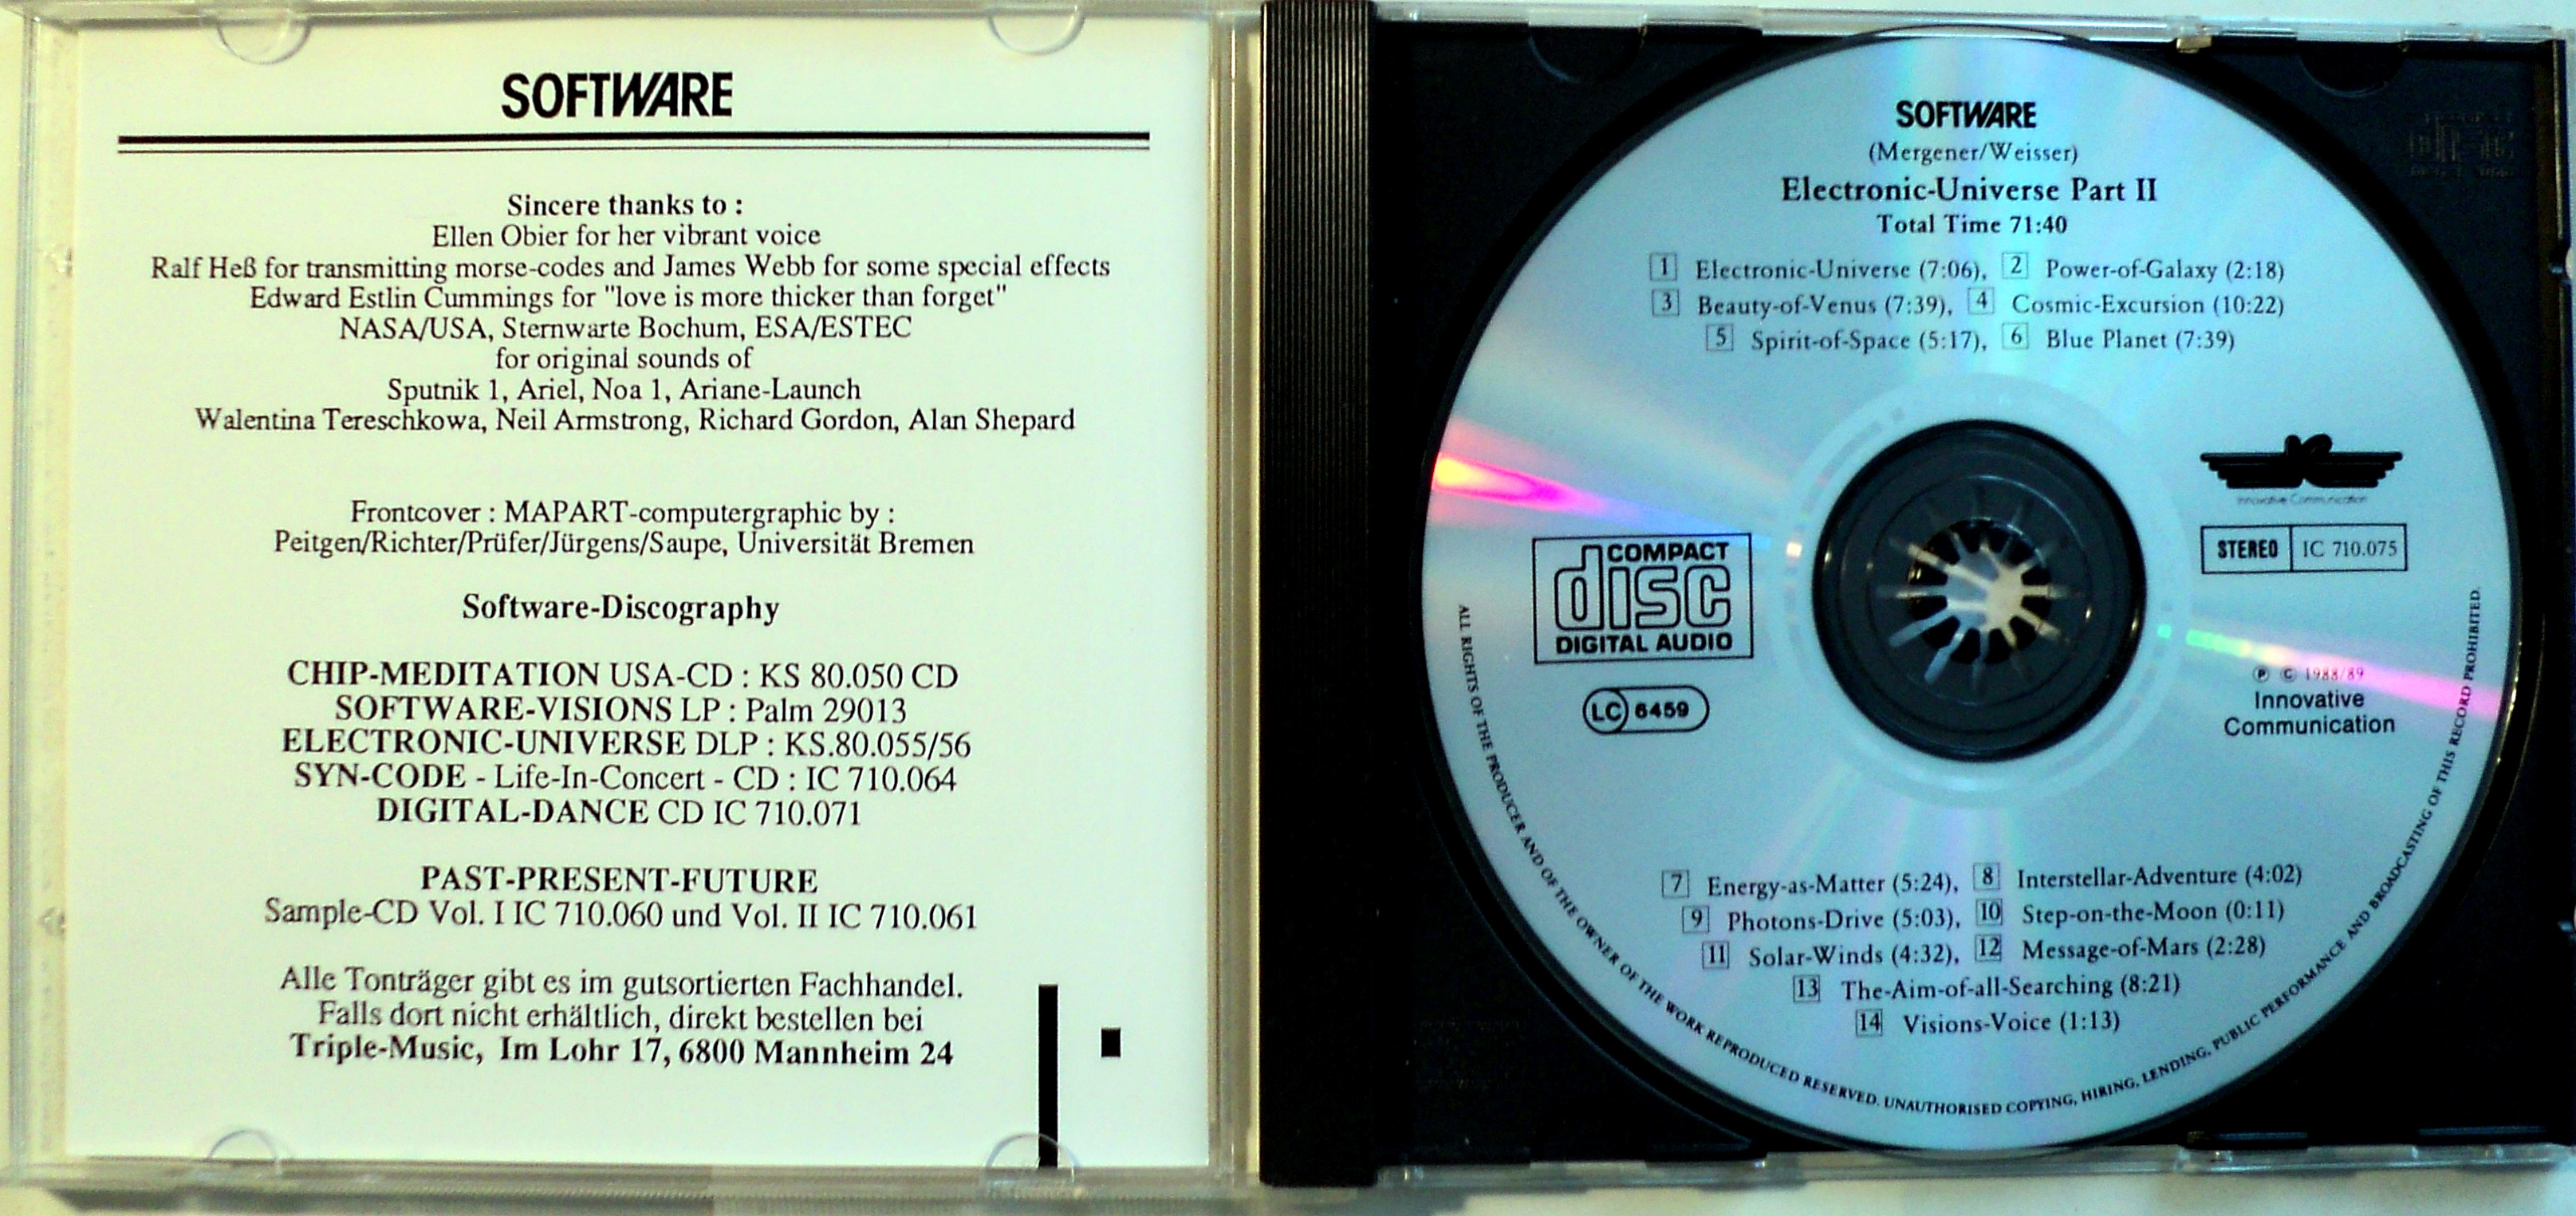 SOFTWARE
Sincere thanks to :
Ellen Obier for her vibrant voice
Ralf Heß for transmitting morse-codes and James Webb for some special effects
Edward Estlin Cummings for "love is more thicker than forget"
NASA/USA, Sternwarte Bochum, ESA/ESTEC
for original sounds of
Sputnik 1, Ariel, Noa 1, Ariane-Launch
Walentina Tereschkowa, Neil Armstrong, Richard Gordon, Alan Shepard
Frontcover : MAPART-computergraphic by :
Peitgen/Richter/Prüfer/Jürgens/Saupe, Universität Bremen
Software-Discography
CHIP-MEDITATION USA-CD : KS 80.050 CD
SOFTWARE-VISIONS LP : Palm 29013
ELECTRONIC-UNIVERSE DLP : KS.80.055/56
SYN-CODE - Life-In-Concert - CD : IC 710.064
DIGITAL-DANCE CD IC 710.071
PAST-PRESENT-FUTURE
Sample-CD Vol. I IC 710.060 und Vol. II IC 710.061
Alle Tonträger gibt es im gutsortierten Fachhandel.
Falls dort nicht erhältlich, direkt bestellen bei
Triple-Music, Im Lohr 17, 6800 Mannheim 24
SOFTWARE
(Mergener/Weisser)
Electronic-Universe Part II
Total Time 71:40
1 Electronic-Universe (7:06), 2 Power-of-Galaxy (2:18)
3 Beauty-of-Venus (7:39), 4 Cosmic-Excursion (10:22)
5 Spirit-of-Space (5:17), 6 Blue Planet (7:39)
Innovative Communication
STEREO IC 710.075
COMPACT
disc
DIGITAL AUDIO
LC 6459
℗ © 1988/89
Innovative
Communication
7 Energy-as-Matter (5:24), 8 Interstellar-Adventure (4:02)
9 Photons-Drive (5:03), 10 Step-on-the-Moon (0:11)
11 Solar-Winds (4:32), 12 Message-of-Mars (2:28)
13 The-Aim-of-all-Searching (8:21)
14 Visions-Voice (1:13)
ALL RIGHTS OF THE PRODUCER AND OF THE OWNER OF THE WORK REPRODUCED RESERVED. UNAUTHORISED COPYING, HIRING, LENDING, PUBLIC PERFORMANCE AND BROADCASTING OF THIS RECORD PROHIBITED.